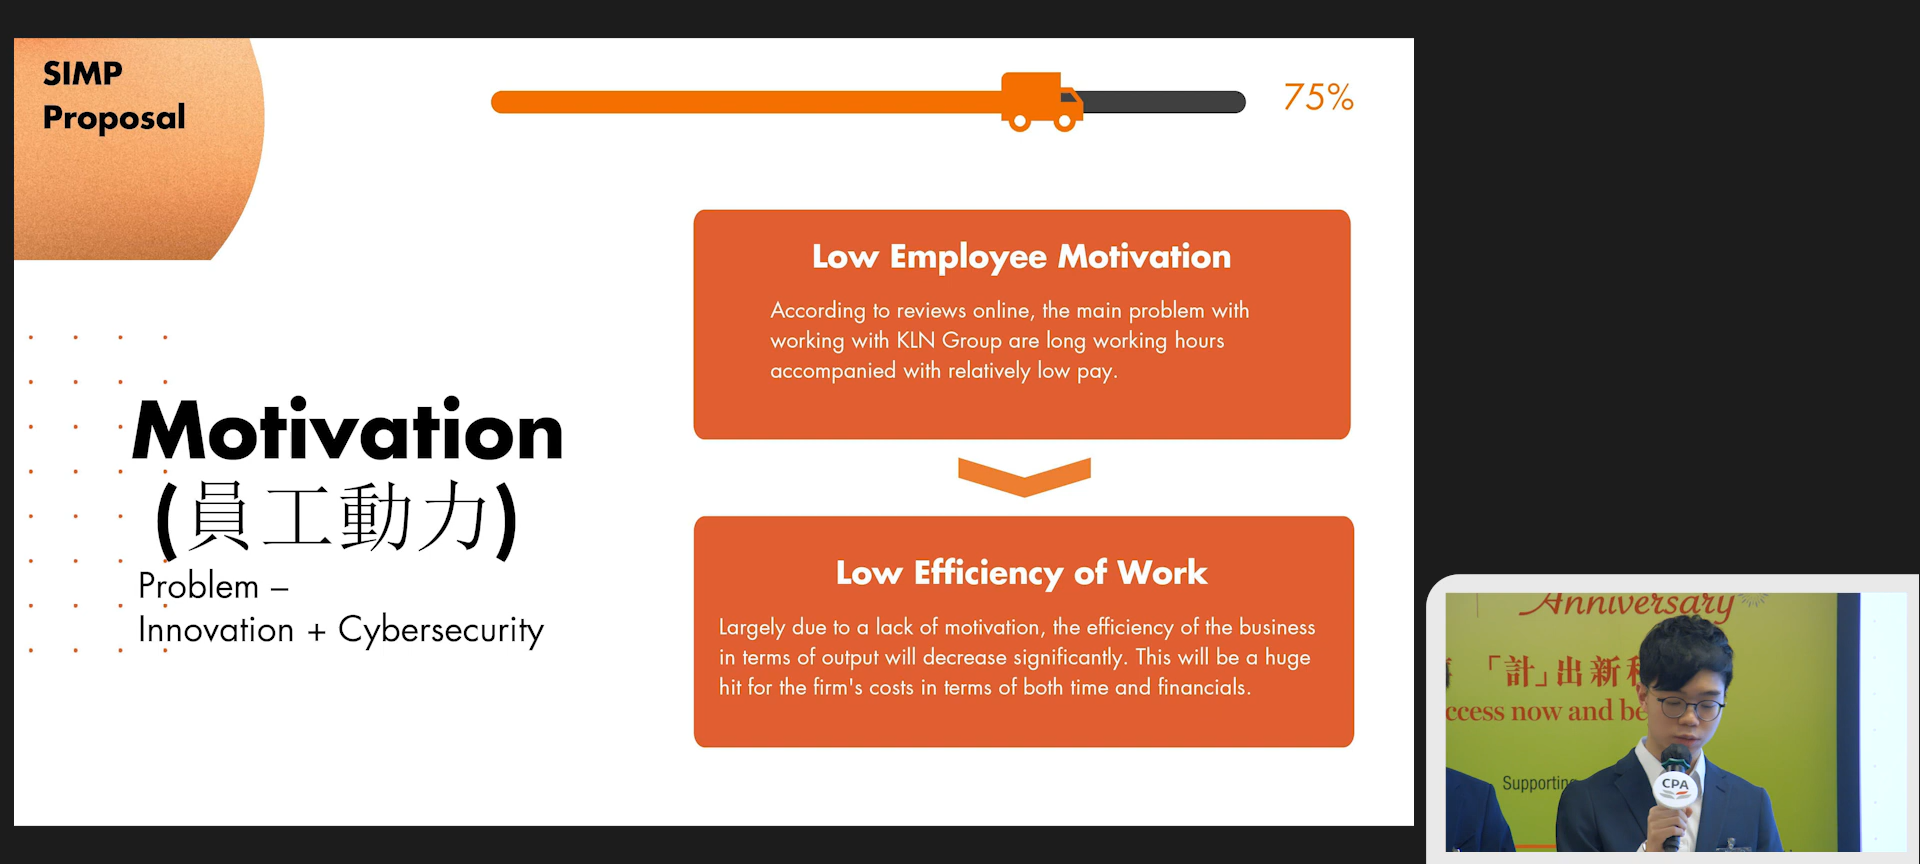 SIMP
Proposal
75%
Low Employee Motivation
According to reviews online, the main problem with
working with KLN Group are long working hours
accompanied with relatively low pay.
Motivation
(員工動力)
Problem –
Innovation + Cybersecurity
Low Efficiency of Work
Largely due to a lack of motivation, the efficiency of the business
in terms of output will decrease significantly. This will be a huge
hit for the firm's costs in terms of both time and financials.
Anniversary
「計」出新
ccess now and be
Supporting
CPA